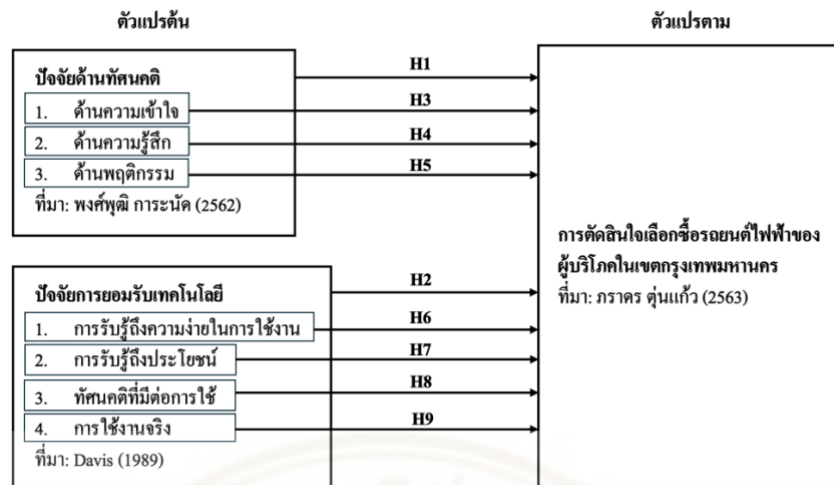 ตัวแปรต้น
ตัวแปรตาม
ปัจจัยด้านทัศนคติ
1. ด้านความเข้าใจ
2. ด้านความรู้สึก
3. ด้านพฤติกรรม
ที่มา: พงศ์พุฒิ การะนัด (2562)
H1
H3
H4
H5
ปัจจัยการยอมรับเทคโนโลยี
1. การรับรู้ถึงความง่ายในการใช้งาน
2. การรับรู้ถึงประโยชน์
3. ทัศนคติที่มีต่อการใช้
4. การใช้งานจริง
ที่มา: Davis (1989)
H2
H6
H7
H8
H9
การตัดสินใจเลือกซื้อรถยนต์ไฟฟ้าของ
ผู้บริโภคในเขตกรุงเทพมหานคร
ที่มา: ภราดร ตุ่นแก้ว (2563)